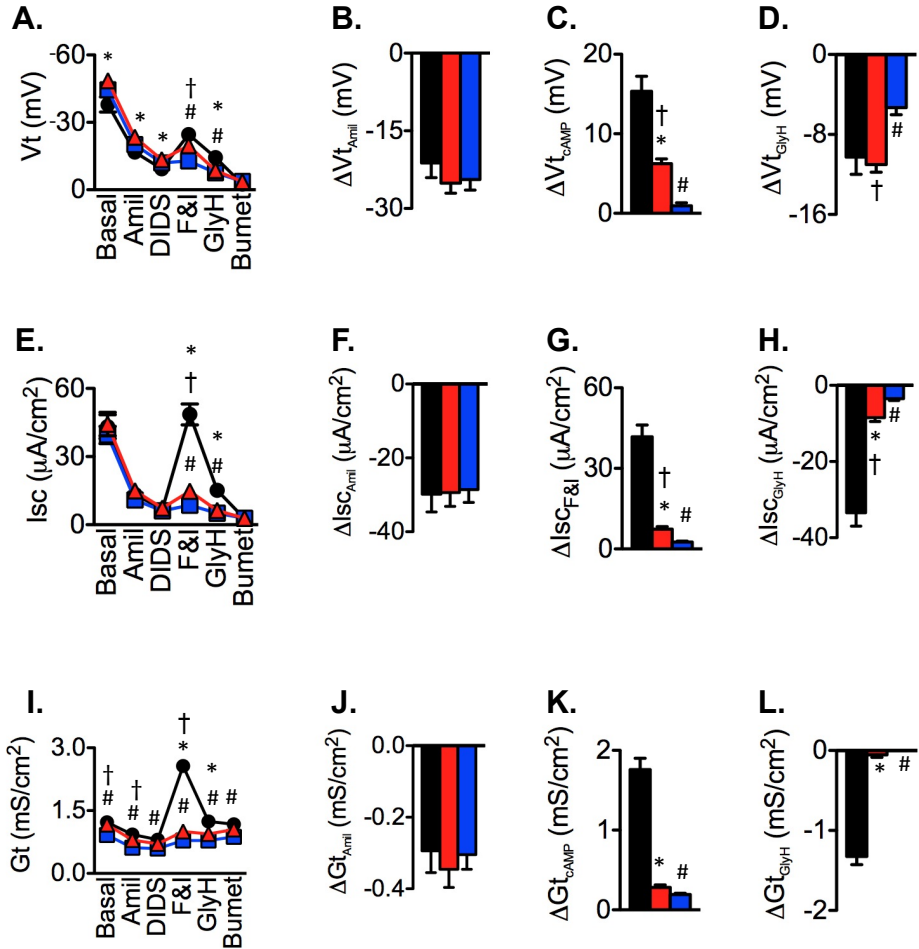 A.
Vt (mV)
-60
-30
0
*
*
*
†
#
*
#
Basal
Amil
DIDS
F&I
GlyH
Bumet
B.
ΔVtAmil (mV)
0
-15
-30
C.
ΔVtcAMP (mV)
20
10
0
†
*
#
D.
ΔVtGlyH (mV)
0
-8
-16
†
#
E.
Isc (µA/cm²)
60
30
0
*
†
#
*
#
Basal
Amil
DIDS
F&I
GlyH
Bumet
F.
ΔIscAmil (µA/cm²)
0
-20
-40
G.
ΔIscF&I (µA/cm²)
60
30
0
†
*
#
H.
ΔIscGlyH (µA/cm²)
0
-20
-40
*
†
#
I.
Gt (mS/cm²)
3.0
1.5
0.0
†
#
†
#
#
†
*
#
*
#
#
Basal
Amil
DIDS
F&I
GlyH
Bumet
J.
ΔGtAmil (mS/cm²)
0.0
-0.2
-0.4
K.
ΔGtcAMP (mS/cm²)
2
1
0
*
#
L.
ΔGtGlyH (mS/cm²)
0
-1
-2
*
#